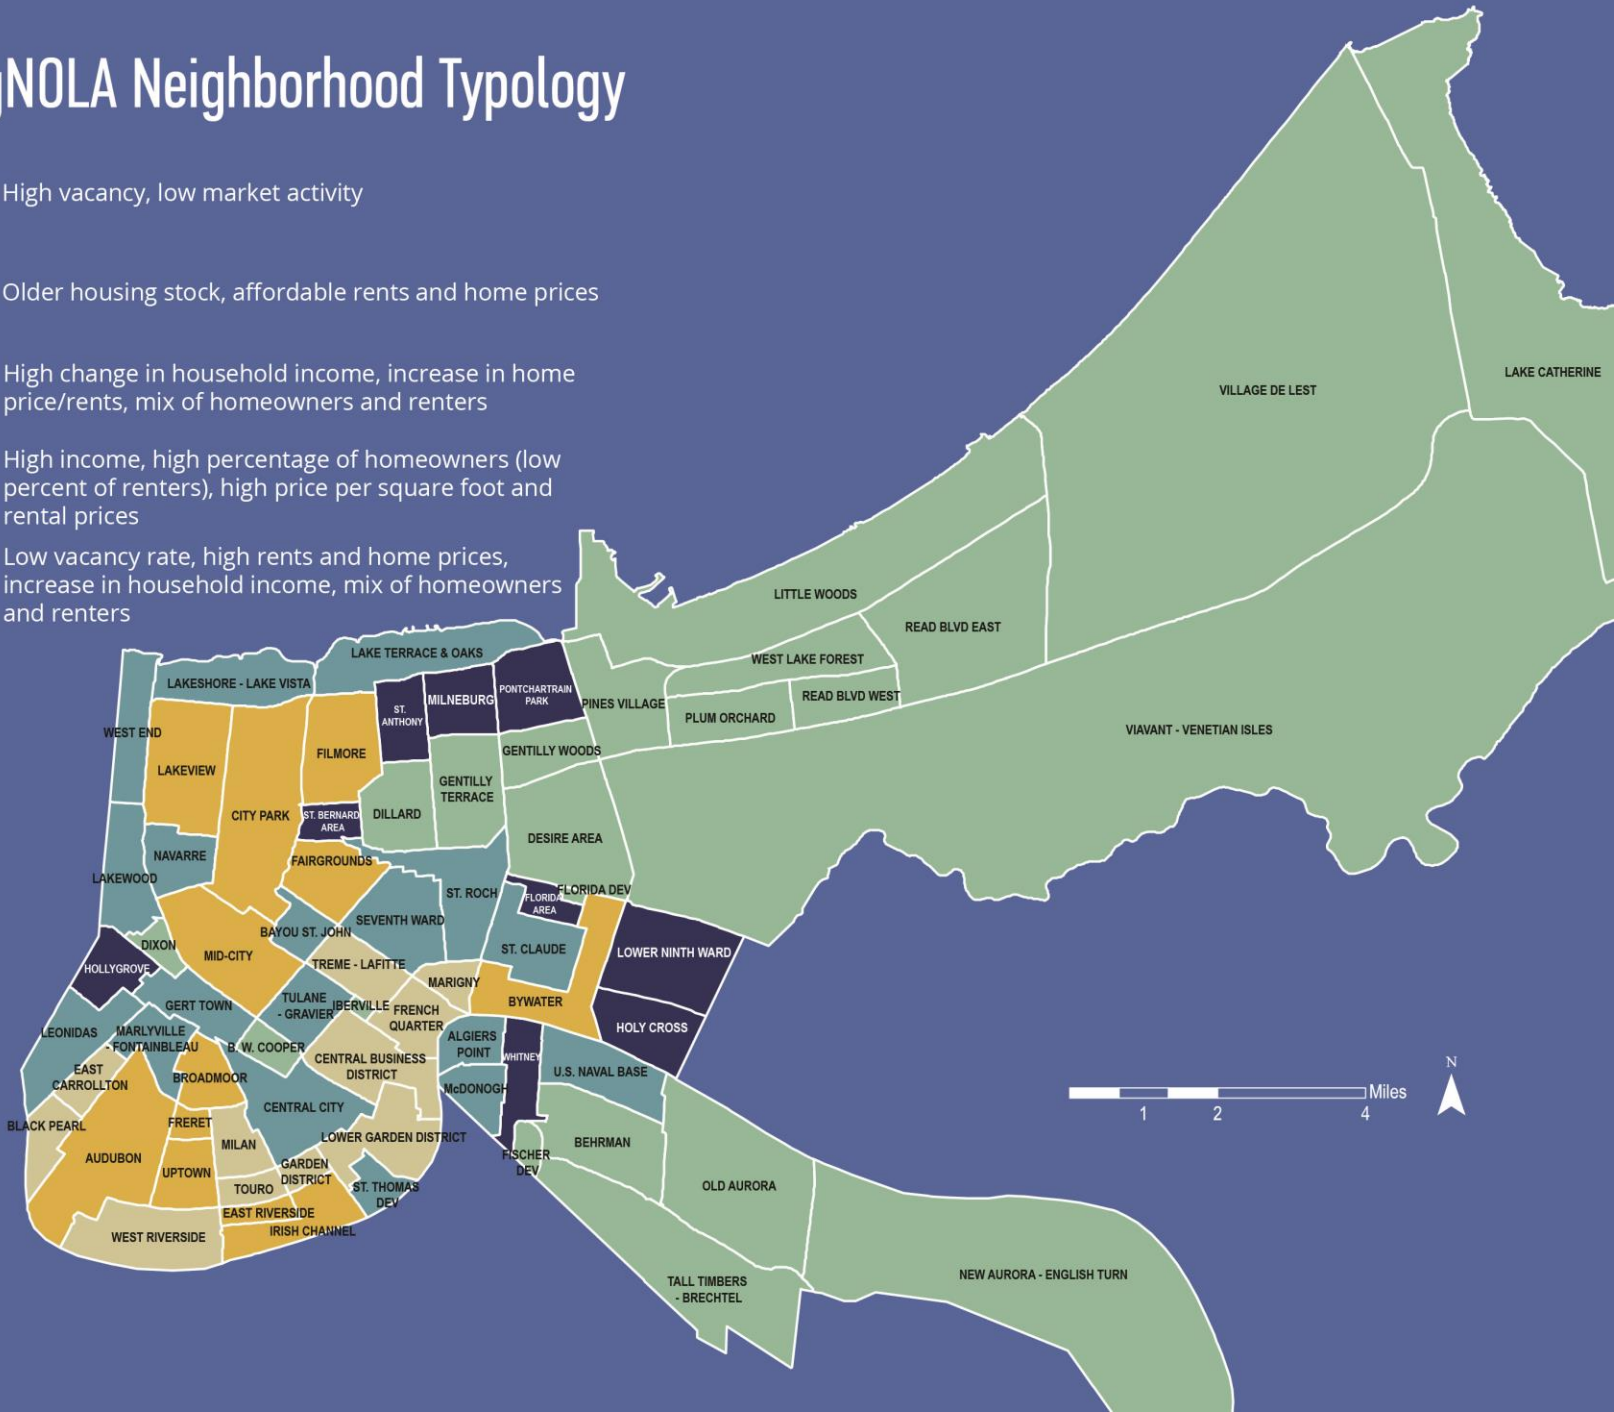 gNOLA Neighborhood Typology
High vacancy, low market activity
Older housing stock, affordable rents and home prices
High change in household income, increase in home
price/rents, mix of homeowners and renters
High income, high percentage of homeowners (low
percent of renters), high price per square foot and
rental prices
Low vacancy rate, high rents and home prices,
increase in household income, mix of homeowners
and renters
VILLAGE DE LEST
LAKE CATHERINE
LITTLE WOODS
READ BLVD EAST
WEST LAKE FOREST
READ BLVD WEST
PINES VILLAGE
PLUM ORCHARD
VIAVANT - VENETIAN ISLES
LAKE TERRACE & OAKS
LAKESHORE - LAKE VISTA
WEST END
LAKEVIEW
CITY PARK
FILMORE
ST.
ANTHONY
MILNEBURG
PONTCHARTRAIN
PARK
GENTILLY WOODS
GENTILLY
TERRACE
DILLARD
ST. BERNARD
AREA
DESIRE AREA
NAVARRE
LAKEWOOD
FAIRGROUNDS
ST. ROCH
FLORIDA DEV
FLORIDA
AREA
SEVENTH WARD
BAYOU ST. JOHN
ST. CLAUDE
LOWER NINTH WARD
DIXON
MID-CITY
HOLLYGROVE
TREME - LAFITTE
MARIGNY
BYWATER
HOLY CROSS
GERT TOWN
TULANE
- GRAVIER
IBERVILLE
FRENCH
QUARTER
LEONIDAS
MARLYVILLE
- FONTAINBLEAU
B. W. COOPER
CENTRAL BUSINESS
DISTRICT
ALGIERS
POINT
WHITNEY
U.S. NAVAL BASE
McDONOGH
EAST
CARROLLTON
BROADMOOR
CENTRAL CITY
BLACK PEARL
FRERET
MILAN
LOWER GARDEN DISTRICT
AUDUBON
UPTOWN
GARDEN
DISTRICT
TOURO
ST. THOMAS
DEV
EAST RIVERSIDE
IRISH CHANNEL
WEST RIVERSIDE
FISCHER
DEV
BEHRMAN
OLD AURORA
TALL TIMBERS
- BRECHTEL
NEW AURORA - ENGLISH TURN
N
Miles
1 2 4